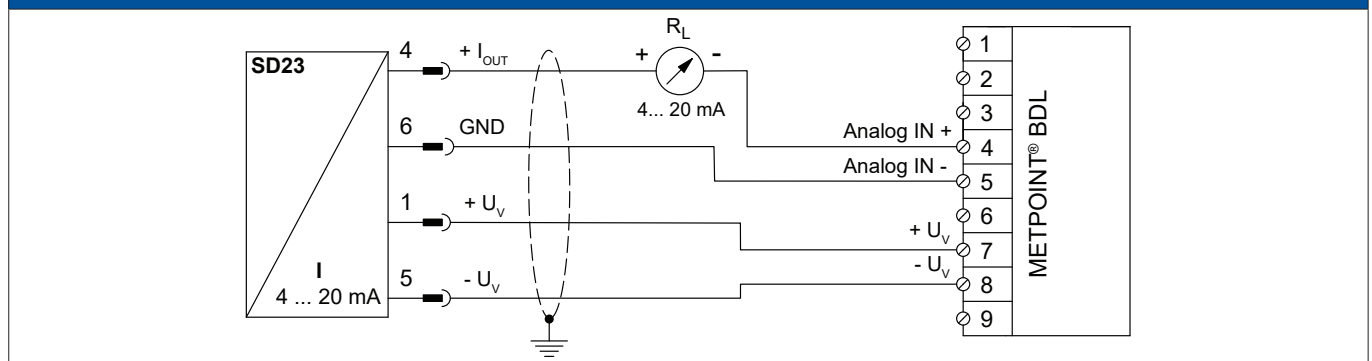 SD23
4
+ I_OUT
+
R_L
-
4... 20 mA
6
GND
Analog IN +
Analog IN -
1
+ U_V
+ U_V
- U_V
I
4 ... 20 mA
5
- U_V
1
2
3
4
5
6
7
8
9
METPOINT® BDL